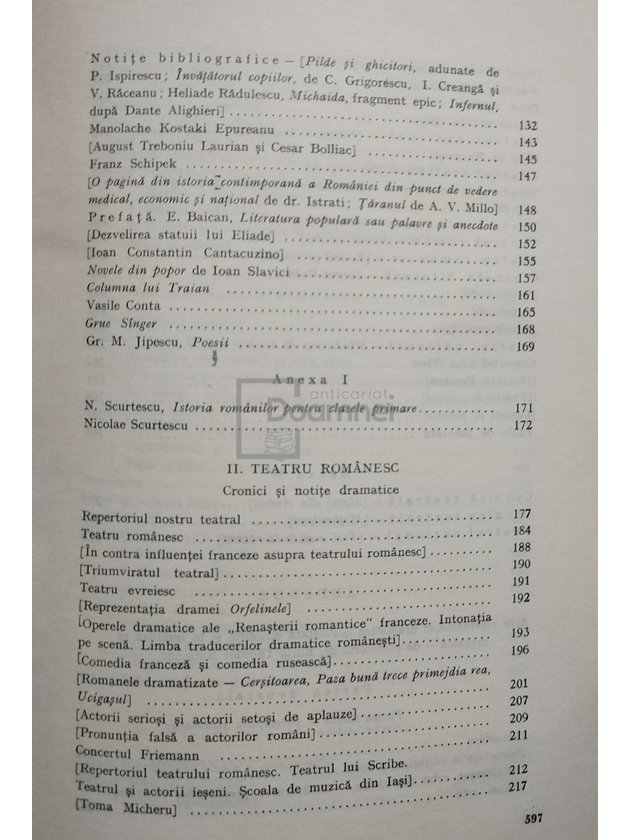 Notițe bibliografice — [Pilde și ghicitori, adunate de
P. Ispirescu; Învățătorul copiilor, de C. Grigorescu, I. Creangă și
V. Răceanu; Heliade Rădulescu, Michaida, fragment epic; Infernul,
după Dante Alighieri] 132
Manolache Kostaki Epureanu 143
[August Treboniu Laurian și Cesar Bolliac] 145
Franz Schipek 147
[O pagină din istoria contimporană a României din punct de vedere
medical, economic și național de dr. Istrati; Țăranul de A. V. Millo] 148
Prefață. E. Baican, Literatura populară sau palavre și anecdote 150
[Dezvelirea statuii lui Eliade] 152
[Ioan Constantin Cantacuzino] 155
Novele din popor de Ioan Slavici 157
Columna lui Traian 161
Vasile Conta 165
Grue Sînger 168
Gr. M. Jipescu, Poesii 169
Anexa I
anticariat
Doamnei
N. Scurtescu, Istoria românilor pentru clasele primare 171
Nicolae Scurtescu 172
II. TEATRU ROMÂNESC
Cronici și notițe dramatice
Repertoriul nostru teatral 177
Teatru românesc 184
[În contra influenței franceze asupra teatrului românesc] 188
[Triumviratul teatral] 190
Teatru evreiesc 191
[Reprezentația dramei Orfelinele] 192
[Operele dramatice ale „Renașterii romantice" franceze. Intonația
pe scenă. Limba traducerilor dramatice românești] 193
[Comedia franceză și comedia rusească] 196
[Romanele dramatizate — Cerșitoarea, Paza bună trece primejdia rea,
Ucigașul] 201
[Actorii serioși și actorii setoși de aplauze] 207
[Pronunția falsă a actorilor români] 209
Concertul Friemann 211
[Repertoriul teatrului românesc. Teatrul lui Scribe.
Teatrul și actorii ieșeni. Școala de muzică din Iași] 212
[Toma Micheru] 217
597